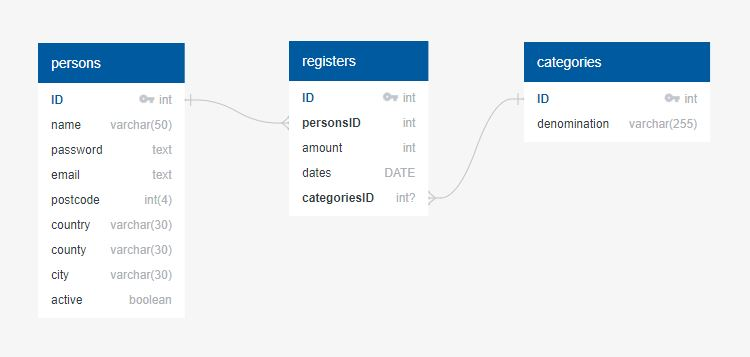 persons
ID int
name varchar(50)
password text
email text
postcode int(4)
country varchar(30)
county varchar(30)
city varchar(30)
active boolean
registers
ID int
personsID int
amount int
dates DATE
categoriesID int?
categories
ID int
denomination varchar(255)